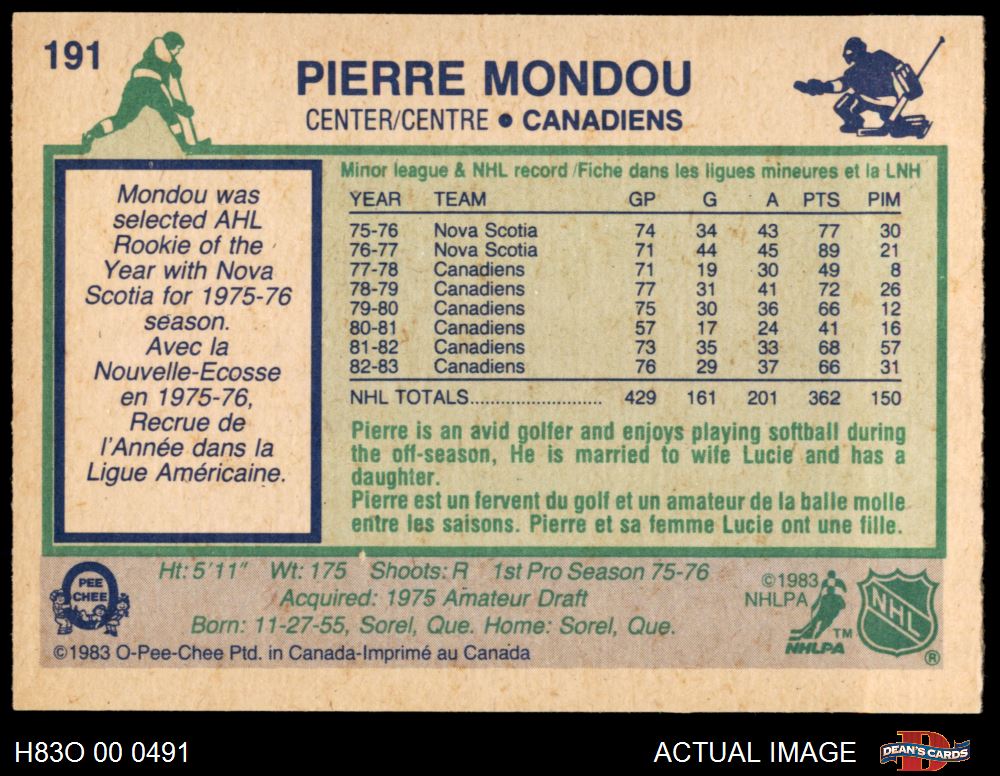 191
PIERRE MONDOU
CENTER/CENTRE • CANADIENS
Mondou was
selected AHL
Rookie of the
Year with Nova
Scotia for 1975-76
season.
Avec la
Nouvelle-Ecosse
en 1975-76,
Recrue de
l'Année dans la
Ligue Américaine.
Minor league & NHL record /Fiche dans les ligues mineures et la LNH
YEAR TEAM GP G A PTS PIM
75-76 Nova Scotia 74 34 43 77 30
76-77 Nova Scotia 71 44 45 89 21
77-78 Canadiens 71 19 30 49 8
78-79 Canadiens 77 31 41 72 26
79-80 Canadiens 75 30 36 66 12
80-81 Canadiens 57 17 24 41 16
81-82 Canadiens 73 35 33 68 57
82-83 Canadiens 76 29 37 66 31
NHL TOTALS........................ 429 161 201 362 150
Pierre is an avid golfer and enjoys playing softball during
the off-season, He is married to wife Lucie and has a
daughter.
Pierre est un fervent du golf et un amateur de la balle molle
entre les saisons. Pierre et sa femme Lucie ont une fille.
PEE
CHEE
Ht: 5'11" Wt: 175 Shoots: R 1st Pro Season 75-76
Acquired: 1975 Amateur Draft
Born: 11-27-55, Sorel, Que. Home: Sorel, Que.
©1983 O-Pee-Chee Ptd. in Canada-Imprimé au Canada
©1983
NHLPA
TM
NHLPA
NHL
®
H83O 00 0491
ACTUAL IMAGE
D
DEAN'S CARDS